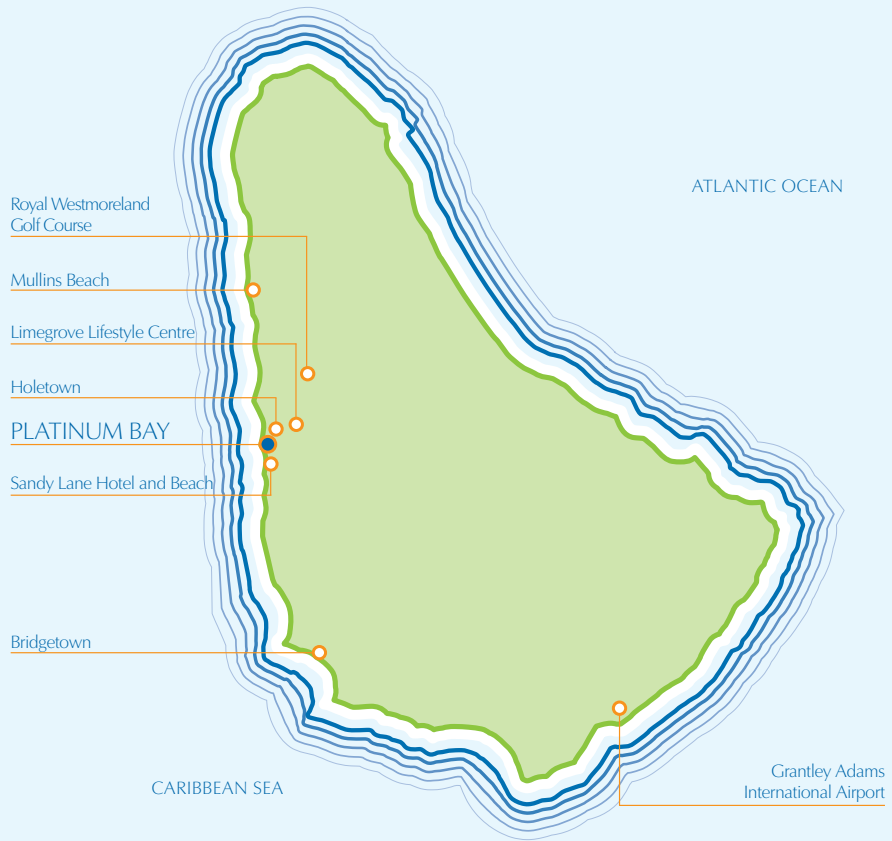 ATLANTIC OCEAN
Royal Westmoreland
Golf Course
Mullins Beach
Limegrove Lifestyle Centre
Holetown
PLATINUM BAY
Sandy Lane Hotel and Beach
Bridgetown
CARIBBEAN SEA
Grantley Adams
International Airport